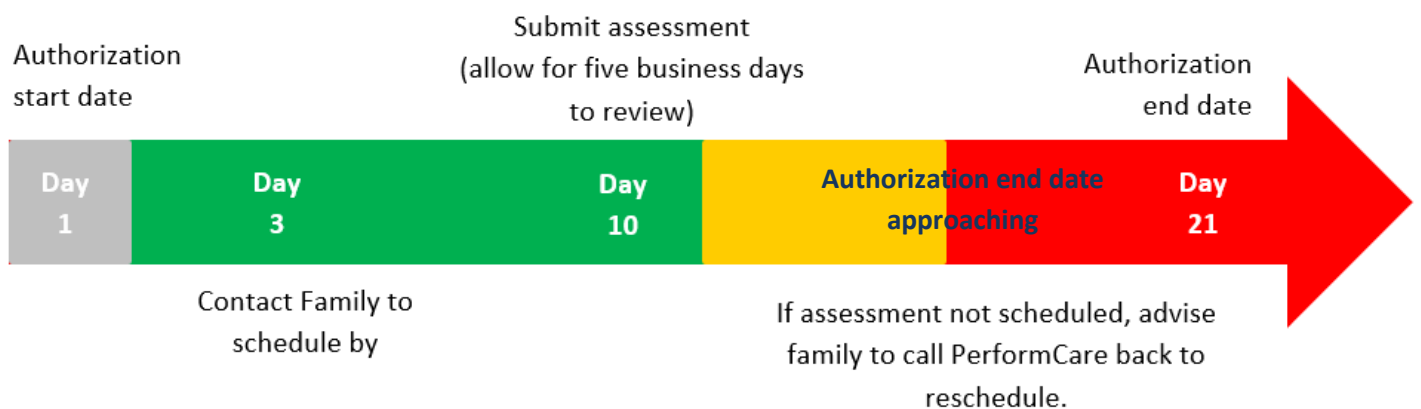 Authorization
start date
Submit assessment
(allow for five business days
to review)
Authorization
end date
Day
1
Day
3
Day
10
Authorization end date
approaching
Day
21
Contact Family to
schedule by
If assessment not scheduled, advise
family to call PerformCare back to
reschedule.